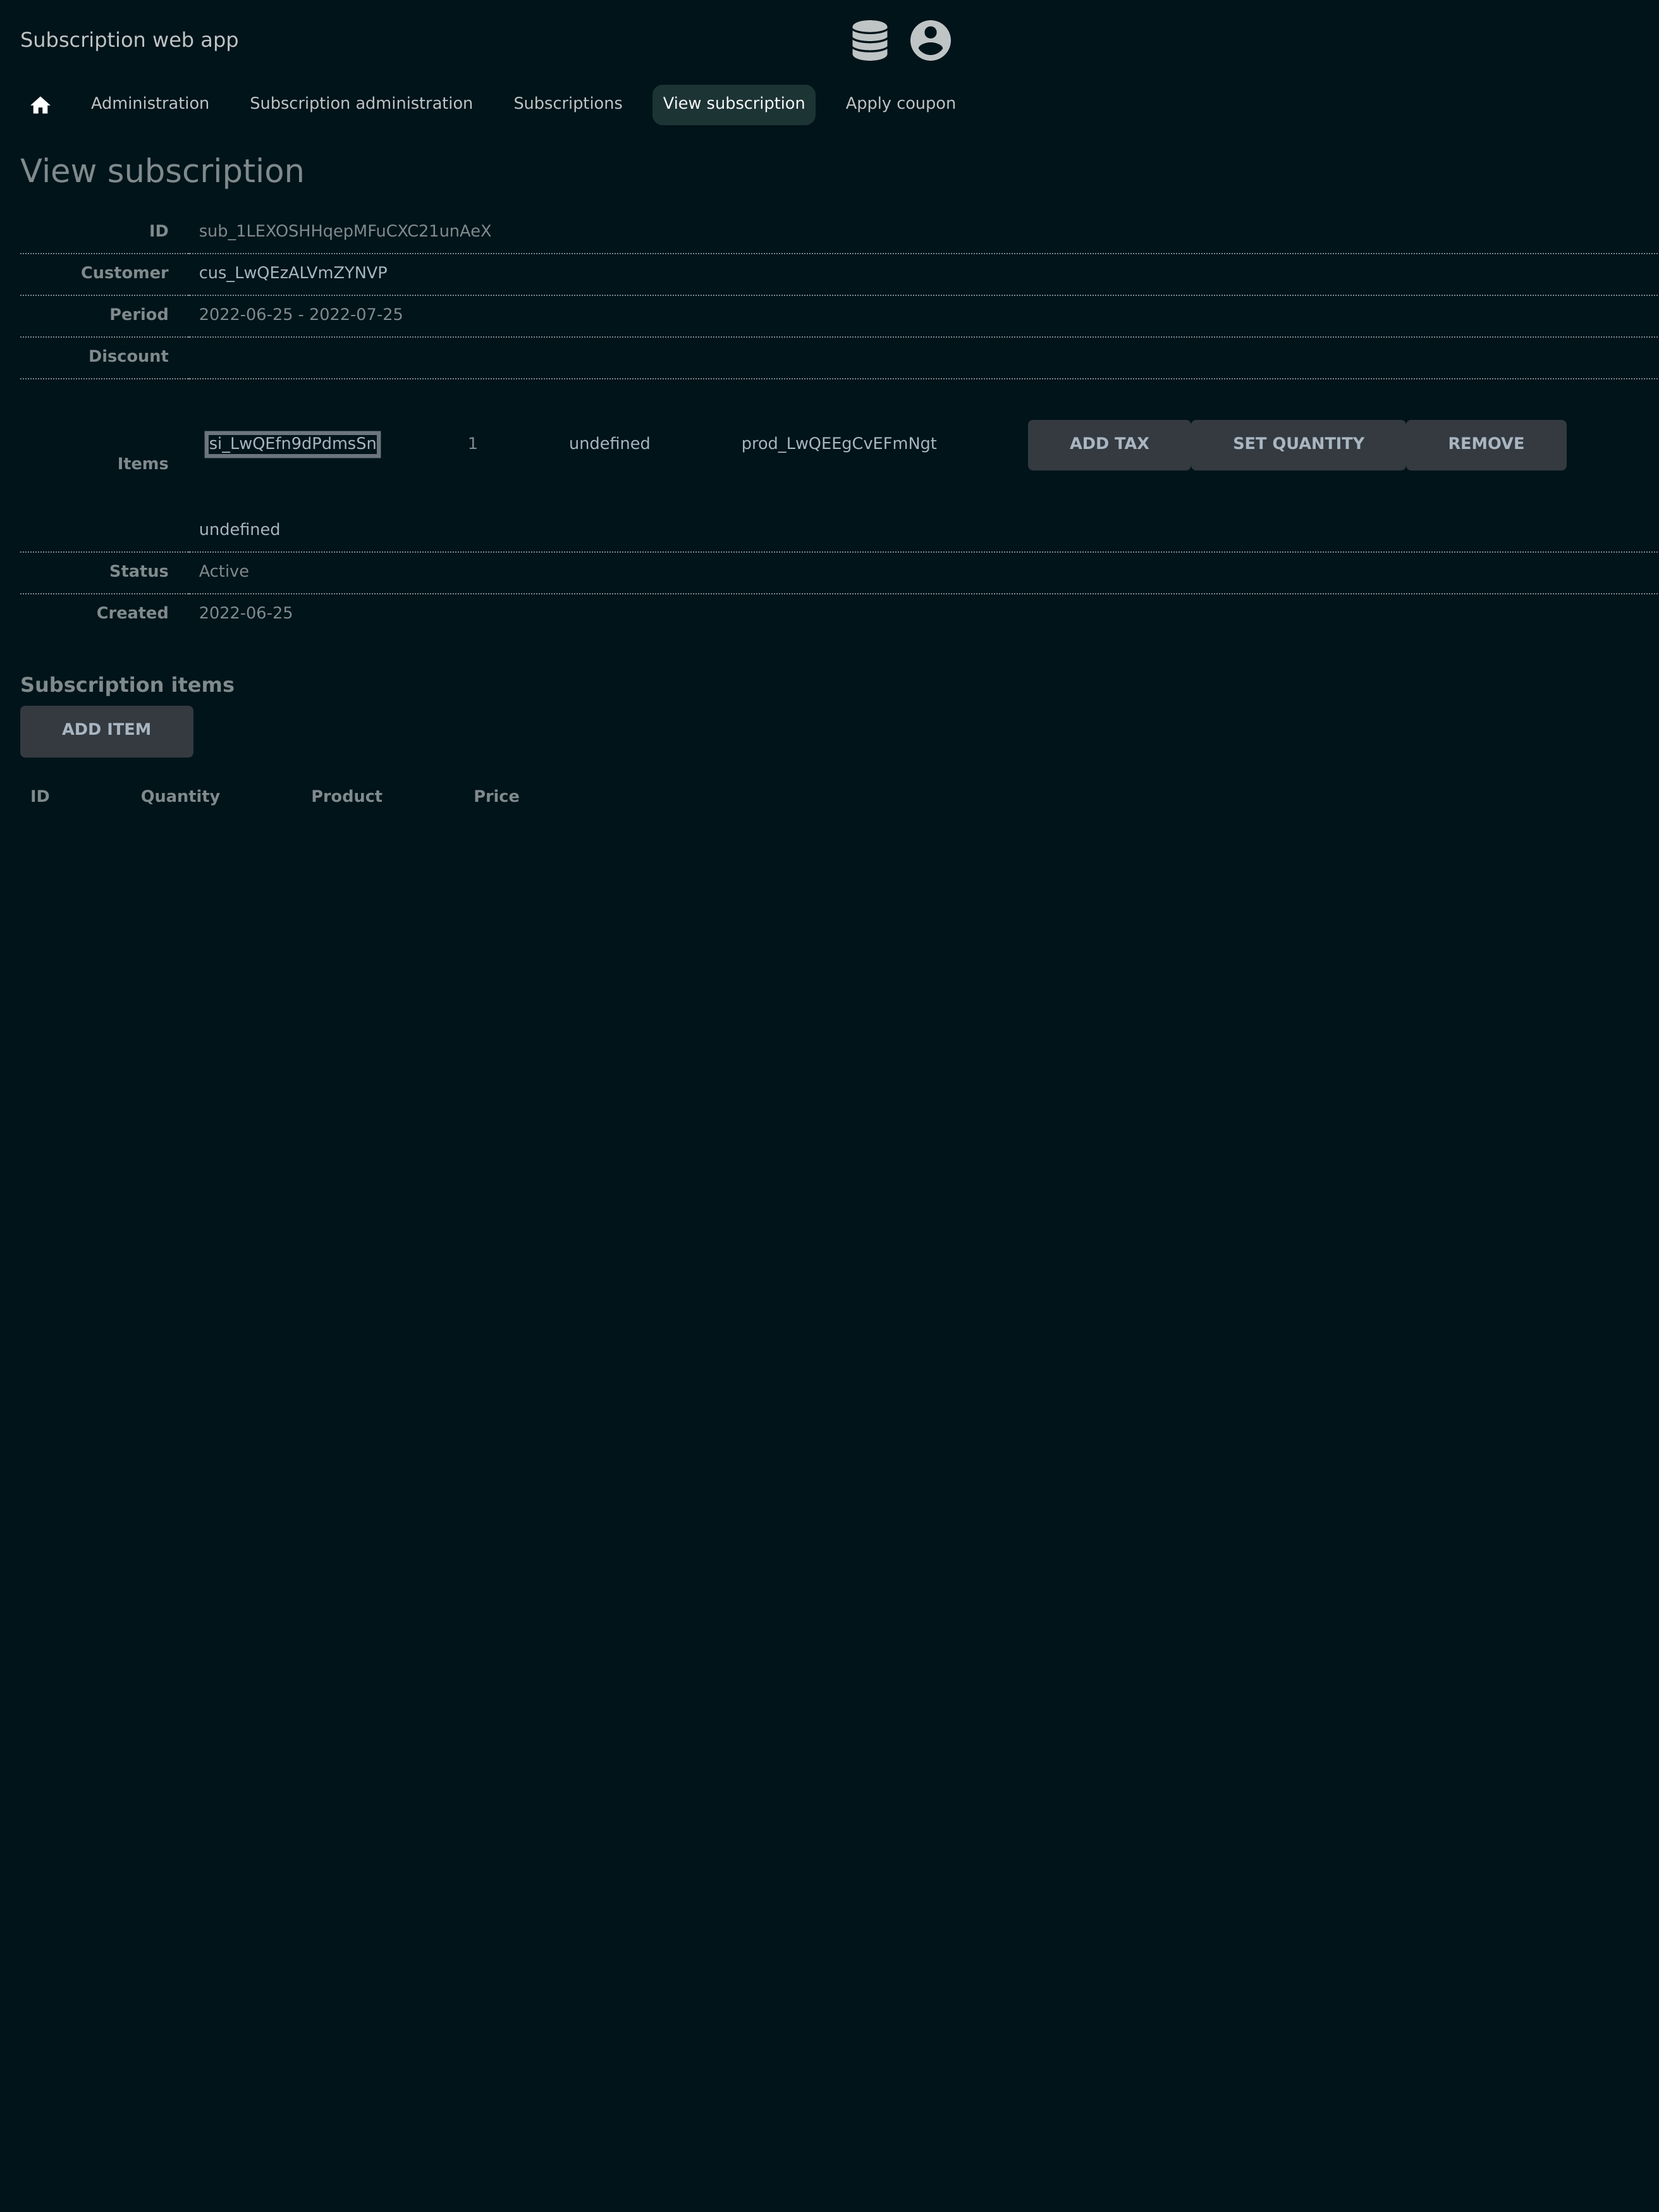 Subscription web app
Administration Subscription administration Subscriptions View subscription Apply coupon
View subscription
ID sub_1LEXOSHHqepMFuCXC21unAeX
Customer cus_LwQEzALVmZYNVP
Period 2022-06-25 - 2022-07-25
Discount
Items si_LwQEfn9dPdmsSn 1 undefined prod_LwQEEgCvEFmNgt ADD TAX SET QUANTITY REMOVE
undefined
Status Active
Created 2022-06-25
Subscription items
ADD ITEM
ID Quantity Product Price